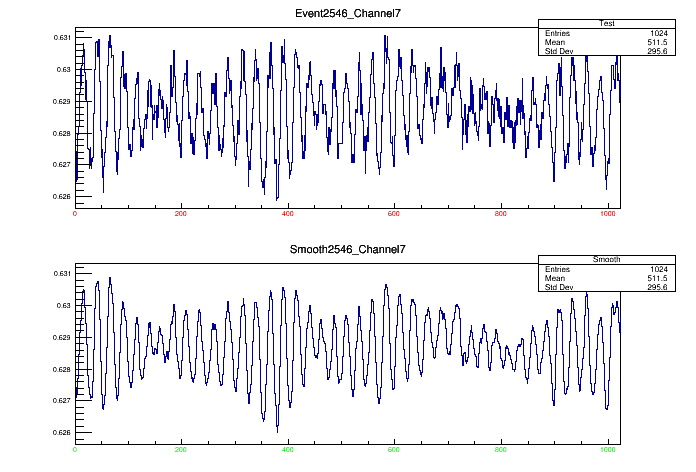 Event2546_Channel7
Test
Entries 1024
Mean 511.5
Std Dev 295.6
0.631
0.63
0.629
0.628
0.627
0.626
0 200 400 600 800 1000
Smooth2546_Channel7
Smooth
Entries 1024
Mean 511.5
Std Dev 295.6
0.631
0.63
0.629
0.628
0.627
0.626
0 200 400 600 800 1000